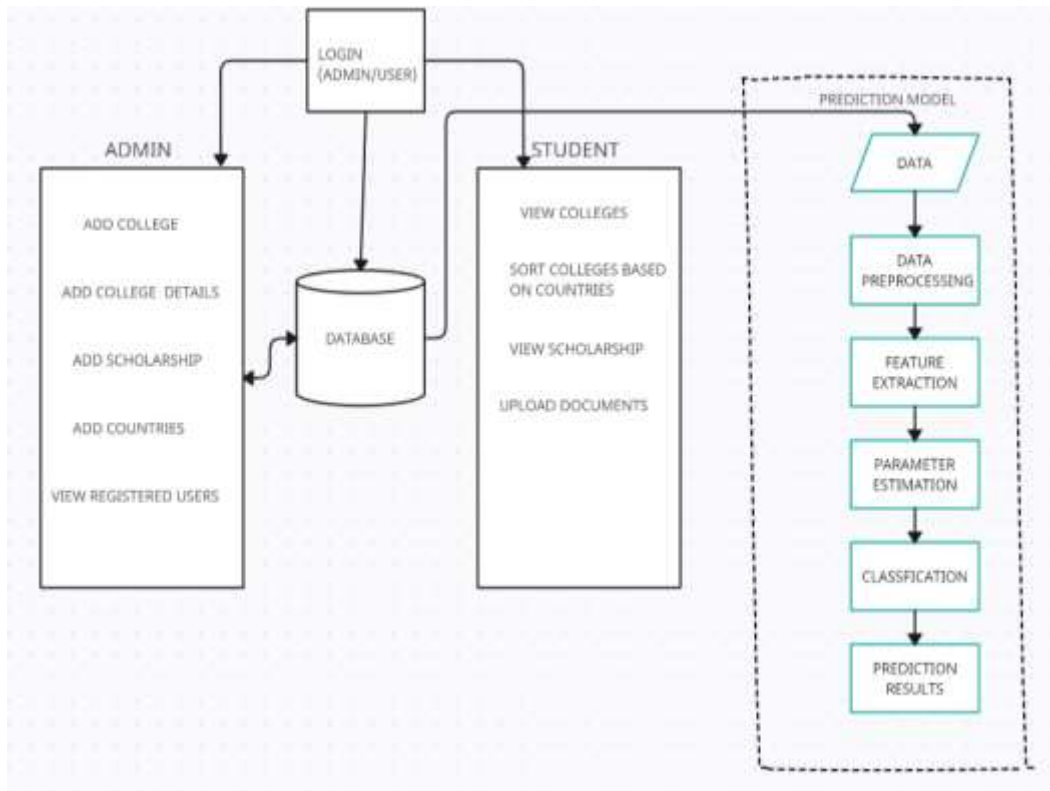 LOGIN
(ADMIN/USER)
PREDICTION MODEL
ADMIN
STUDENT
ADD COLLEGE
ADD COLLEGE DETAILS
ADD SCHOLARSHIP
ADD COUNTRIES
VIEW REGISTERED USERS
DATABASE
VIEW COLLEGES
SORT COLLEGES BASED
ON COUNTRIES
VIEW SCHOLARSHIP
UPLOAD DOCUMENTS
DATA
DATA
PREPROCESSING
FEATURE
EXTRACTION
PARAMETER
ESTIMATION
CLASSFICATION
PREDICTION
RESULTS